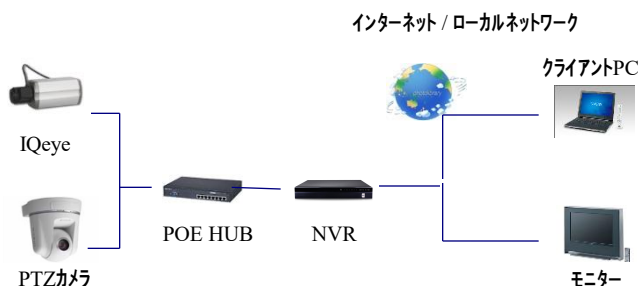 インターネット / ローカルネットワーク
クライアントPC
IQeye
POE HUB
NVR
PTZカメラ
モニター